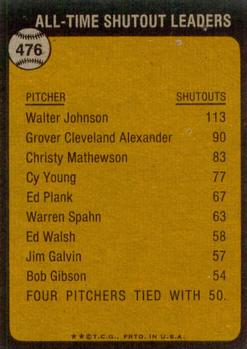 ALL-TIME SHUTOUT LEADERS
476
PITCHER SHUTOUTS
Walter Johnson 113
Grover Cleveland Alexander 90
Christy Mathewson 83
Cy Young 77
Ed Plank 67
Warren Spahn 63
Ed Walsh 58
Jim Galvin 57
Bob Gibson 54
FOUR PITCHERS TIED WITH 50.
★★©T.C.G., PRTD. IN U.S.A.